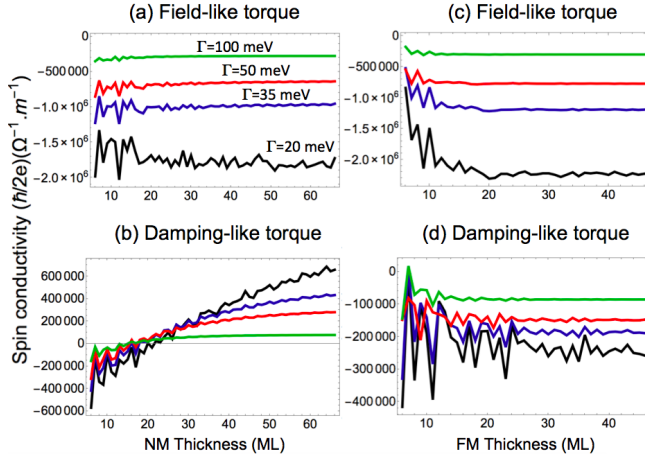 (a) Field-like torque
(c) Field-like torque
Γ=100 meV
Γ=50 meV
Γ=35 meV
Γ=20 meV
0
−500000
−1.0 × 10⁶
−1.5 × 10⁶
−2.0 × 10⁶
10 20 30 40 50 60
0
−500000
−1.0 × 10⁶
−1.5 × 10⁶
−2.0 × 10⁶
10 20 30 40
Spin conductivity (ℏ/2e)(Ω⁻¹.m⁻¹)
(b) Damping-like torque
(d) Damping-like torque
600000
400000
200000
0
−200000
−400000
−600000
10 20 30 40 50 60
NM Thickness (ML)
0
−100000
−200000
−300000
−400000
10 20 30 40
FM Thickness (ML)